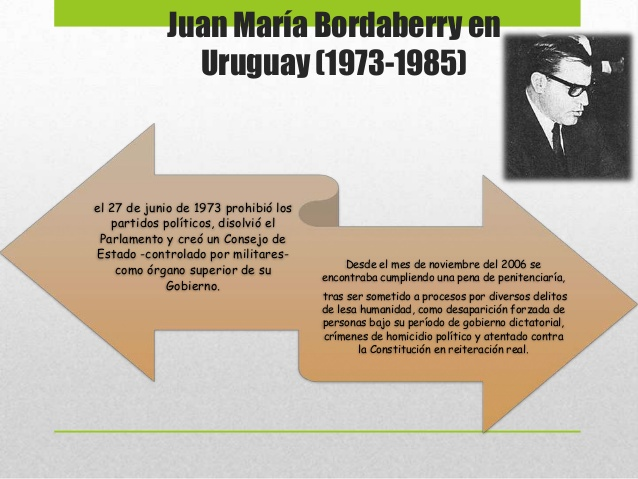 Juan María Bordaberry en
Uruguay (1973-1985)
el 27 de junio de 1973 prohibió los
partidos políticos, disolvió el
Parlamento y creó un Consejo de
Estado -controlado por militares-
como órgano superior de su
Gobierno.
Desde el mes de noviembre del 2006 se
encontraba cumpliendo una pena de penitenciaría,
tras ser sometido a procesos por diversos delitos
de lesa humanidad, como desaparición forzada de
personas bajo su período de gobierno dictatorial,
crímenes de homicidio político y atentado contra
la Constitución en reiteración real.